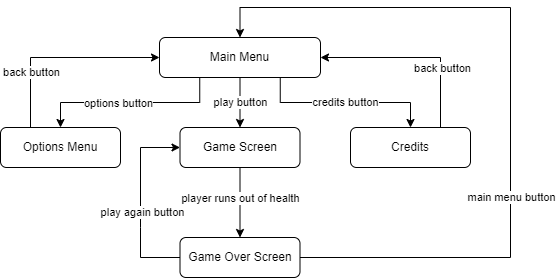 Main Menu
back button
back button
options button
play button
credits button
Options Menu
Game Screen
Credits
player runs out of health
main menu button
play again button
Game Over Screen